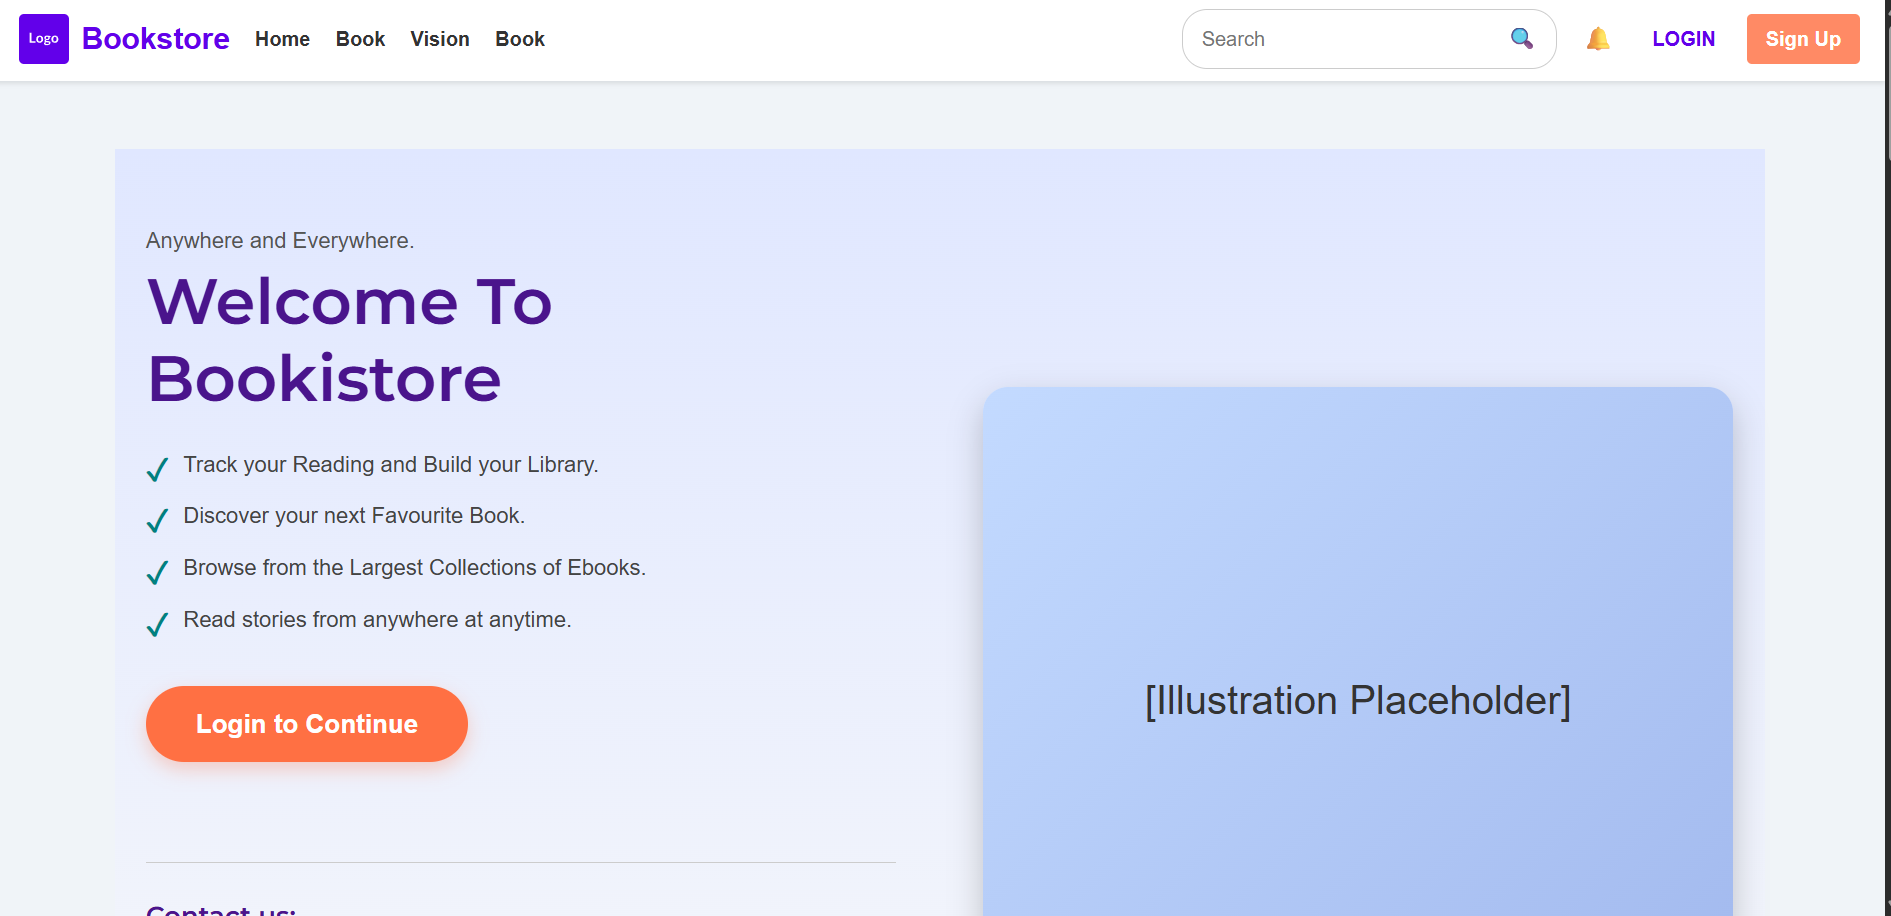 Logo Bookstore Home Book Vision Book Search LOGIN Sign Up
Anywhere and Everywhere.
Welcome To
Bookistore
Track your Reading and Build your Library.
Discover your next Favourite Book.
Browse from the Largest Collections of Ebooks.
Read stories from anywhere at anytime.
[Illustration Placeholder]
Login to Continue
Contact us: